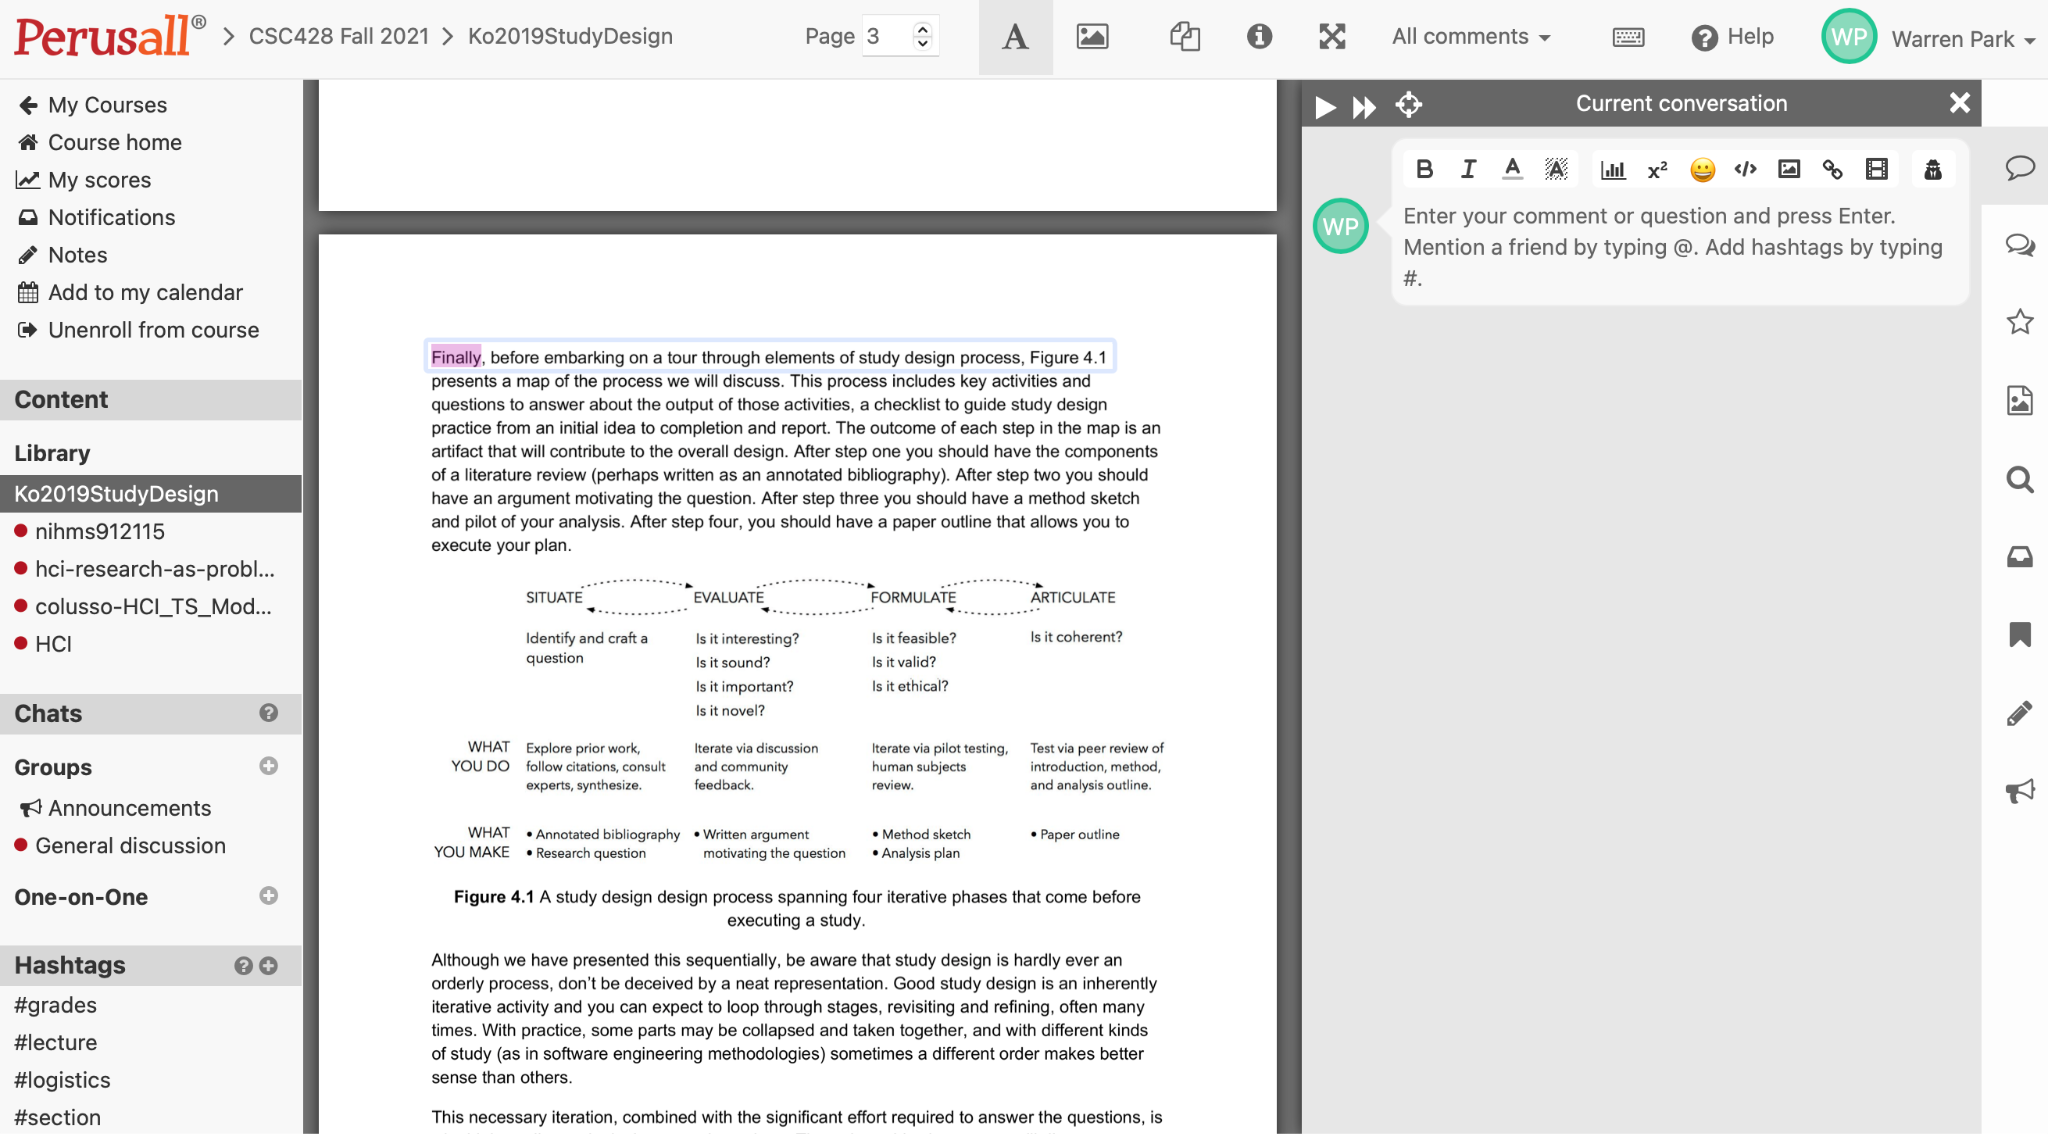 Perusall® > CSC428 Fall 2021 > Ko2019StudyDesign
Page 3
A
All comments
Help
WP
Warren Park
My Courses
Course home
My scores
Notifications
Notes
Add to my calendar
Unenroll from course
Content
Library
Ko2019StudyDesign
nihms912115
hci-research-as-probl...
colusso-HCI_TS_Mod...
HCI
Chats
Groups
Announcements
General discussion
One-on-One
Hashtags
#grades
#lecture
#logistics
#section
Finally, before embarking on a tour through elements of study design process, Figure 4.1
presents a map of the process we will discuss. This process includes key activities and
questions to answer about the output of those activities, a checklist to guide study design
practice from an initial idea to completion and report. The outcome of each step in the map is an
artifact that will contribute to the overall design. After step one you should have the components
of a literature review (perhaps written as an annotated bibliography). After step two you should
have an argument motivating the question. After step three you should have a method sketch
and pilot of your analysis. After step four, you should have a paper outline that allows you to
execute your plan.
SITUATE EVALUATE FORMULATE ARTICULATE
Identify and craft a
question
Is it interesting?
Is it sound?
Is it important?
Is it novel?
Is it feasible?
Is it valid?
Is it ethical?
Is it coherent?
WHAT
YOU DO
Explore prior work,
follow citations, consult
experts, synthesize.
Iterate via discussion
and community
feedback.
Iterate via pilot testing,
human subjects
review.
Test via peer review of
introduction, method,
and analysis outline.
WHAT
YOU MAKE
• Annotated bibliography
• Research question
• Written argument
motivating the question
• Method sketch
• Analysis plan
• Paper outline
Figure 4.1 A study design design process spanning four iterative phases that come before
executing a study.
Although we have presented this sequentially, be aware that study design is hardly ever an
orderly process, don't be deceived by a neat representation. Good study design is an inherently
iterative activity and you can expect to loop through stages, revisiting and refining, often many
times. With practice, some parts may be collapsed and taken together, and with different kinds
of study (as in software engineering methodologies) sometimes a different order makes better
sense than others.
This necessary iteration, combined with the significant effort required to answer the questions, is
Current conversation
B I A A x² </>
WP
Enter your comment or question and press Enter.
Mention a friend by typing @. Add hashtags by typing
#.